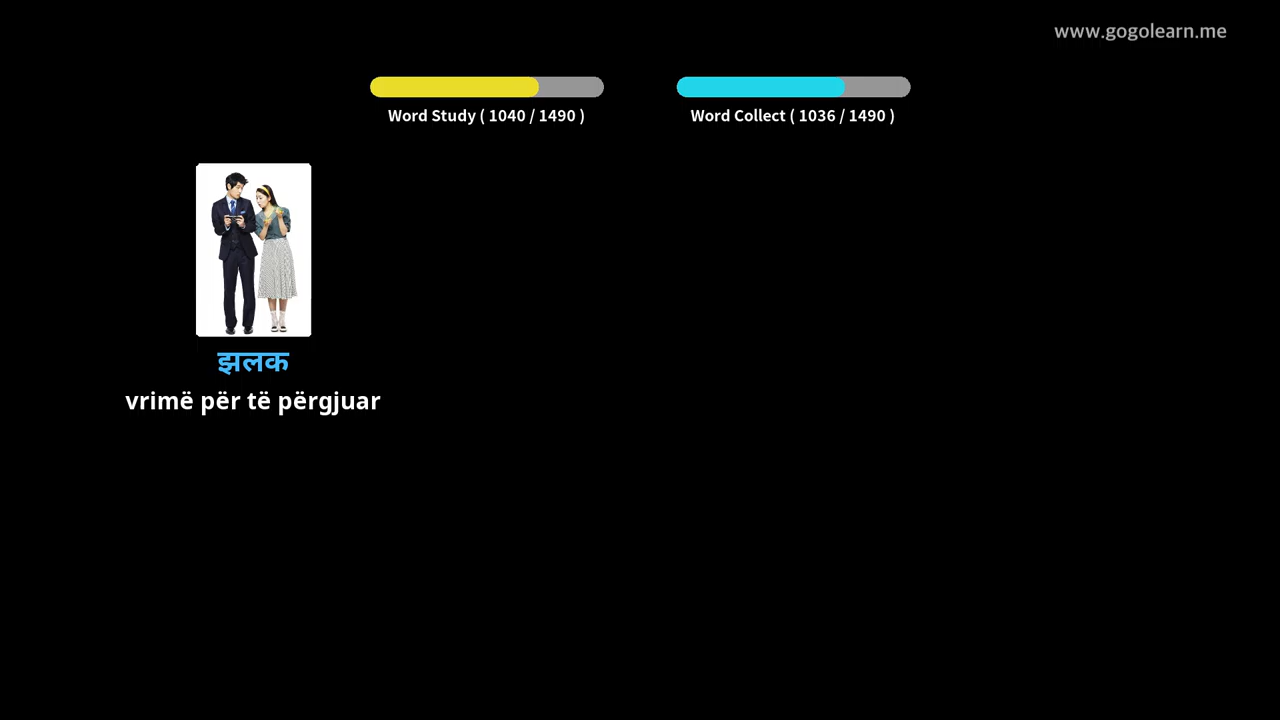 www.gogolearn.me
Word Study ( 1040 / 1490 )
Word Collect ( 1036 / 1490 )
झलक
vrimë për të përgjuar